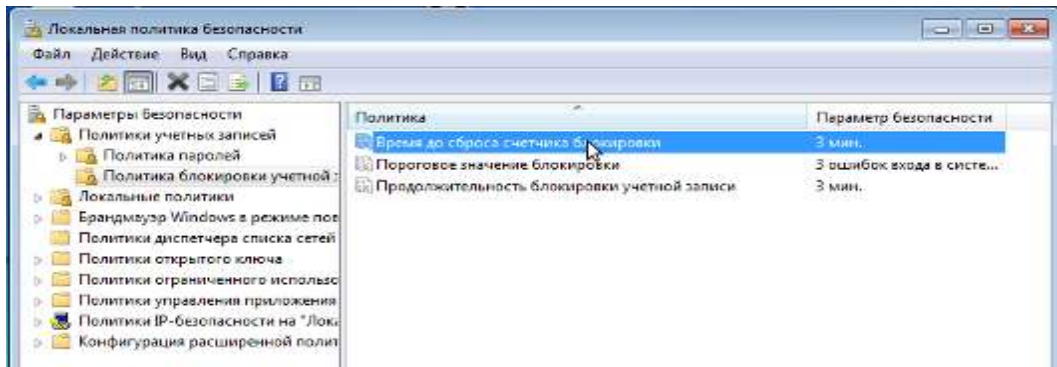 Локальная политика безопасности
Файл Действие Вид Справка
Параметры безопасности
Политики учетных записей
Политика паролей
Политика блокировки учетной з
Локальные политики
Брандмауэр Windows в режиме пов
Политики диспетчера списка сетей
Политики открытого ключа
Политики ограниченного использо
Политики управления приложения
Политики IP-безопасности на "Лока
Конфигурация расширенной полит
Политика Параметр безопасности
Время до сброса счетчика блокировки 3 мин.
Пороговое значение блокировки 3 ошибок входа в систе...
Продолжительность блокировки учетной записи 3 мин.